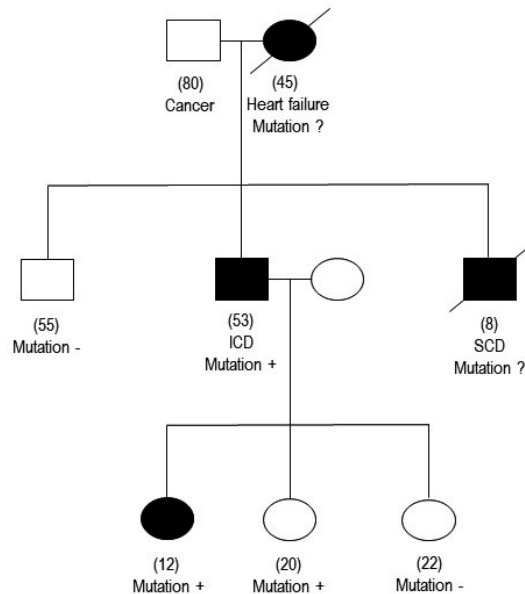 (80)
Cancer
(45)
Heart failure
Mutation ?
(55)
Mutation -
(53)
ICD
Mutation +
(8)
SCD
Mutation ?
(12)
Mutation +
(20)
Mutation +
(22)
Mutation -